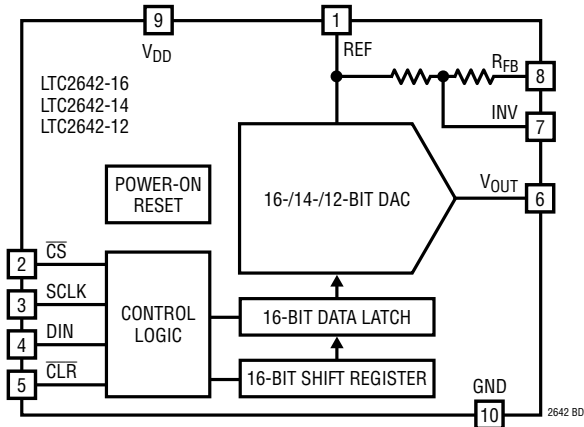 9
1
VDD
REF
RFB
8
LTC2642-16
LTC2642-14
LTC2642-12
INV
7
POWER-ON
RESET
16-/14-/12-BIT DAC
VOUT
6
2
CS
3
SCLK
4
DIN
5
CLR
CONTROL
LOGIC
16-BIT DATA LATCH
16-BIT SHIFT REGISTER
GND
10
2642 BD